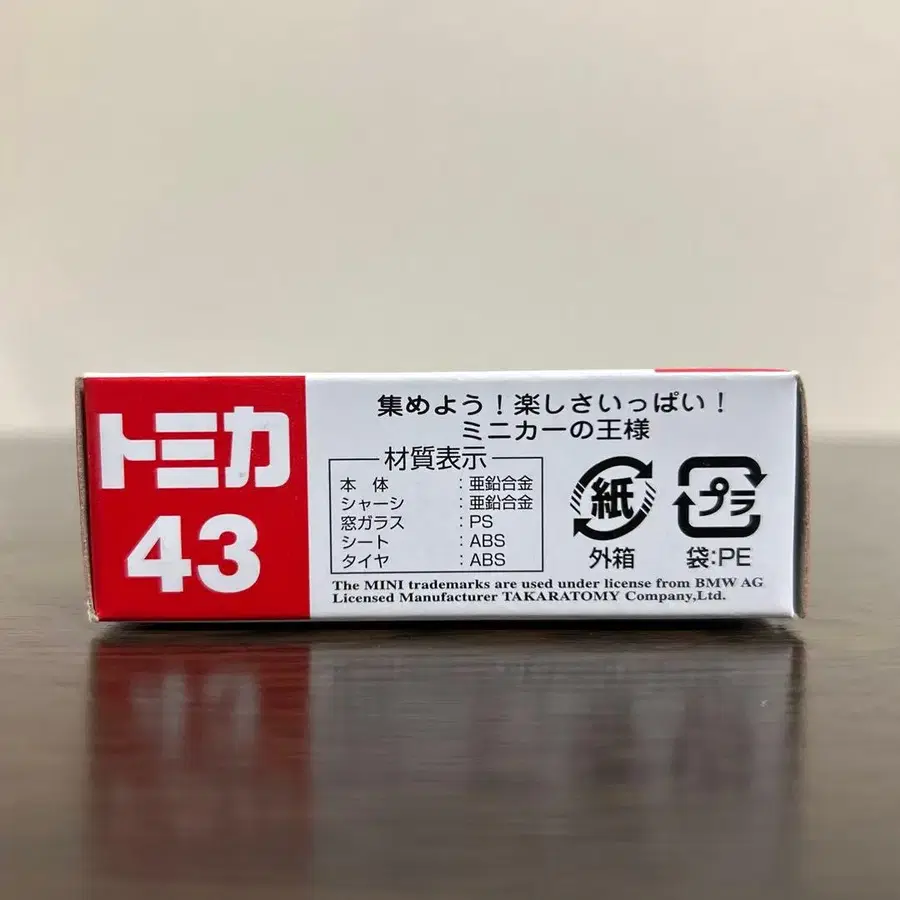 トミカ
43
集めよう！楽しさいっぱい！
ミニカーの王様
材質表示
本 体 : 亜鉛合金
シャーシ : 亜鉛合金
窓ガラス : PS
シート : ABS
タイヤ : ABS
紙
外箱
プラ
袋:PE
The MINI trademarks are used under license from BMW AG
Licensed Manufacturer TAKARATOMY Company,Ltd.